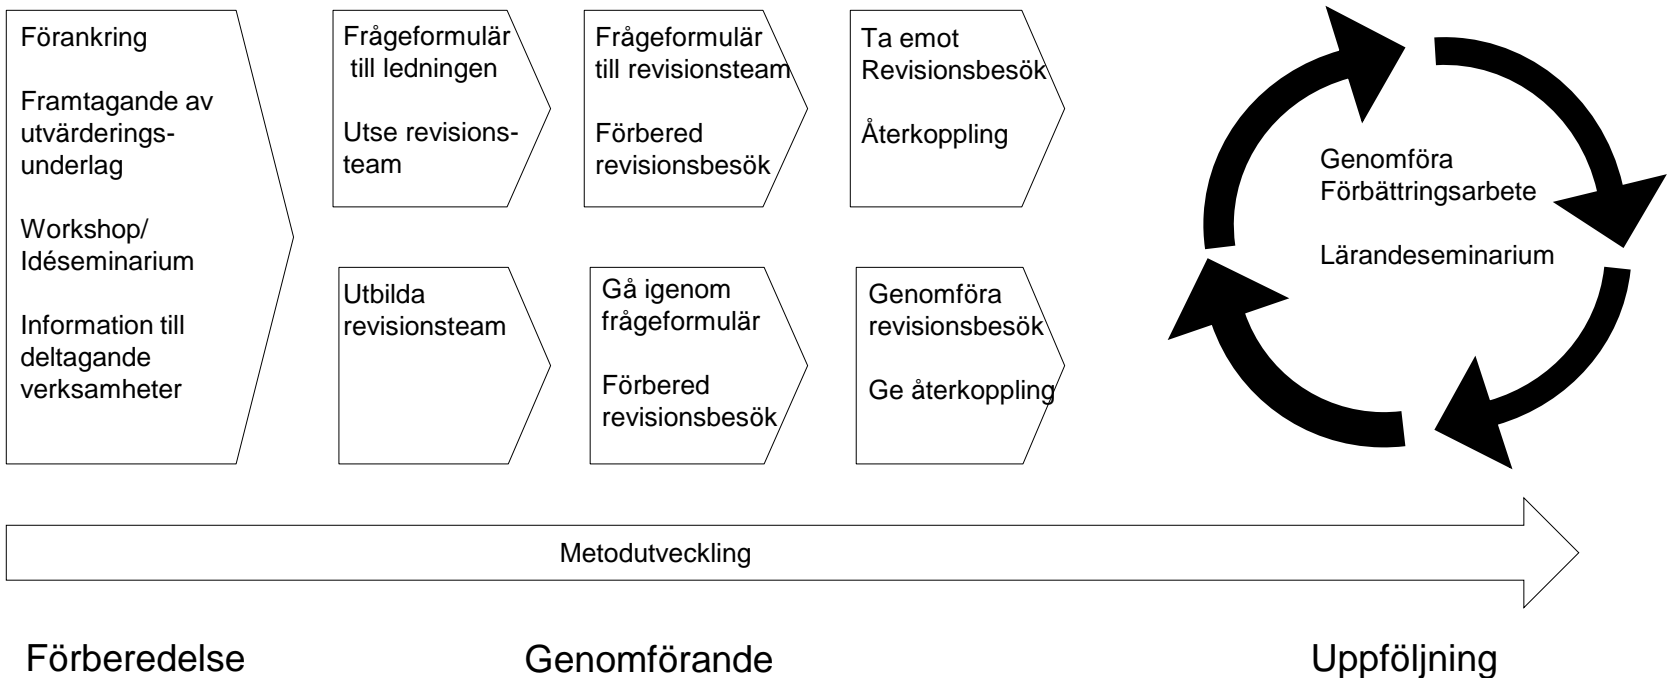 Förankring
Framtagande av
utvärderings-
underlag
Workshop/
Idéseminarium
Information till
deltagande
verksamheter
Frågeformulär
till ledningen
Utse revisions-
team
Frågeformulär
till revisionsteam
Förbered
revisionsbesök
Ta emot
Revisionsbesök
Återkoppling
Utbilda
revisionsteam
Gå igenom
frågeformulär
Förbered
revisionsbesök
Genomföra
revisionsbesök
Ge återkoppling
Genomföra
Förbättringsarbete
Lärandeseminarium
Metodutveckling
Förberedelse
Genomförande
Uppföljning